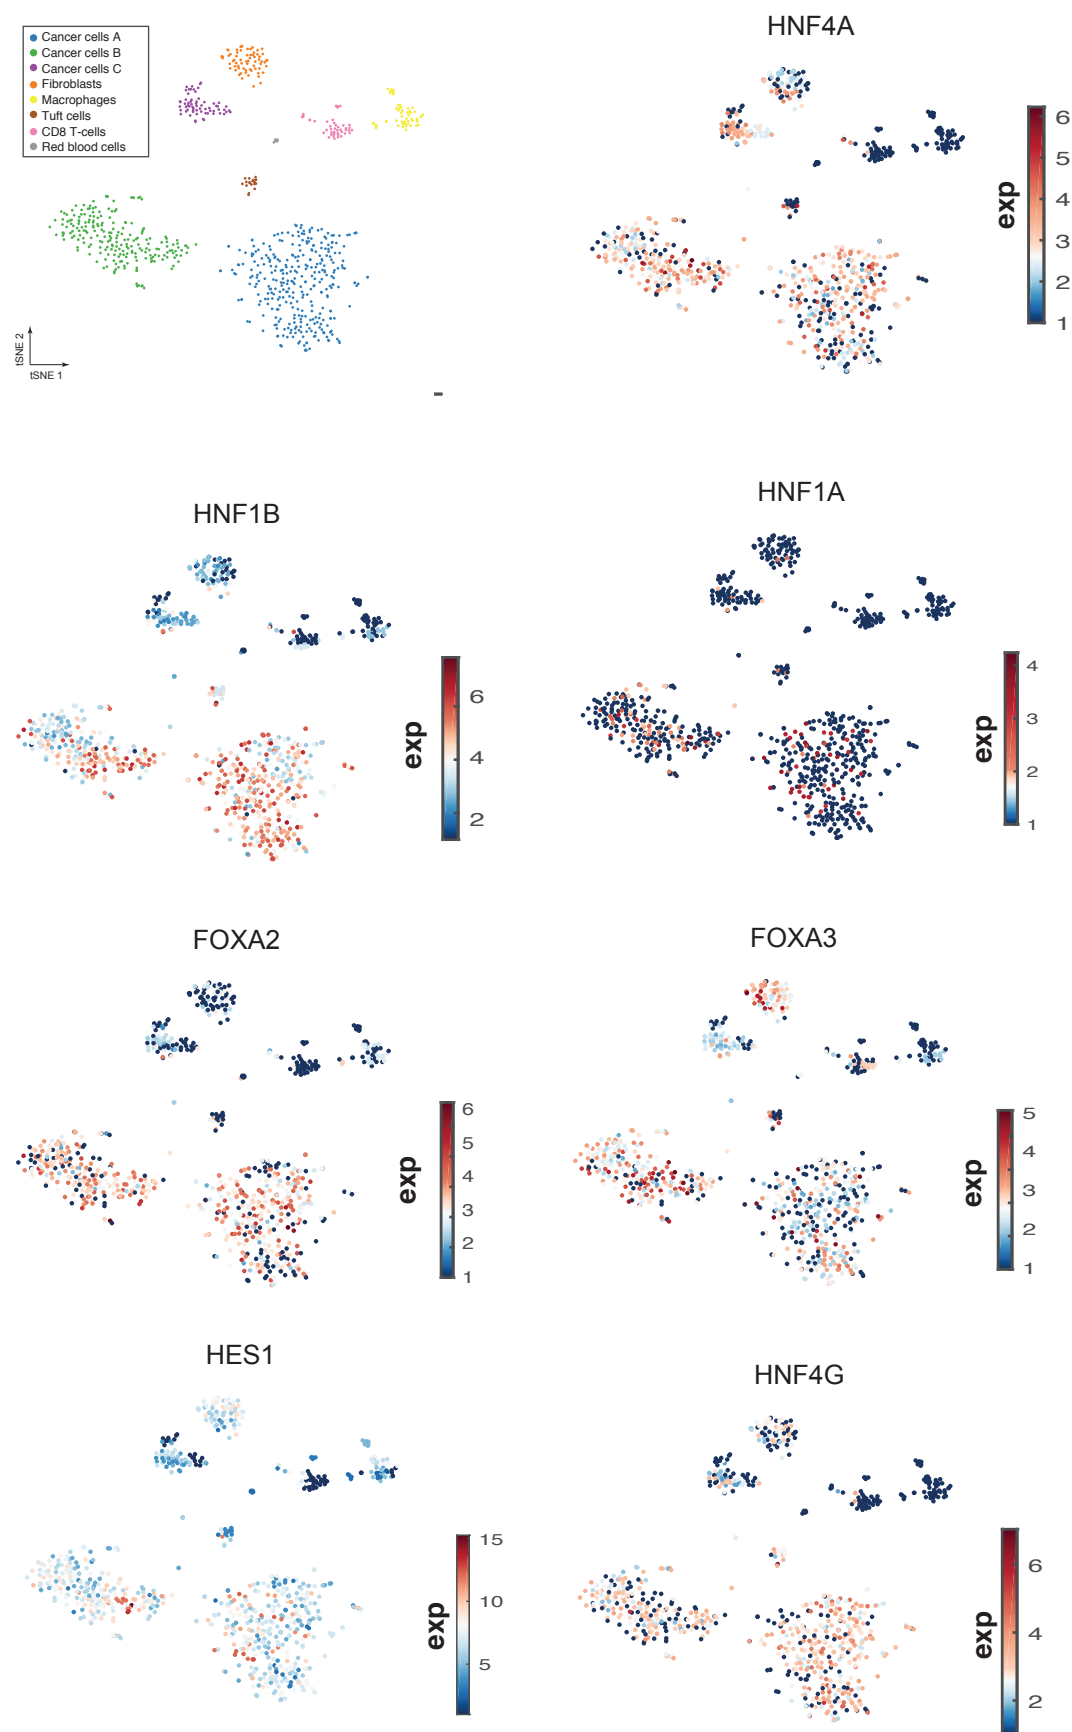 HNF4A
Cancer cells A
Cancer cells B
Cancer cells C
Fibroblasts
Macrophages
Tuft cells
CD8 T-cells
Red blood cells
tSNE 2
tSNE 1
exp
6
5
4
3
2
1
HNF1B
exp
6
4
2
HNF1A
exp
4
3
2
1
FOXA2
exp
6
5
4
3
2
1
FOXA3
exp
5
4
3
2
1
HES1
exp
15
10
5
HNF4G
exp
6
4
2